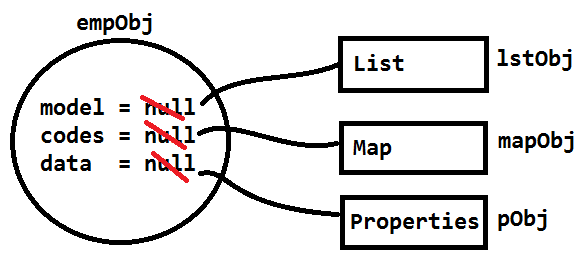 empObj
model = null
codes = null
data = null
List
lstObj
Map
mapObj
Properties
pObj